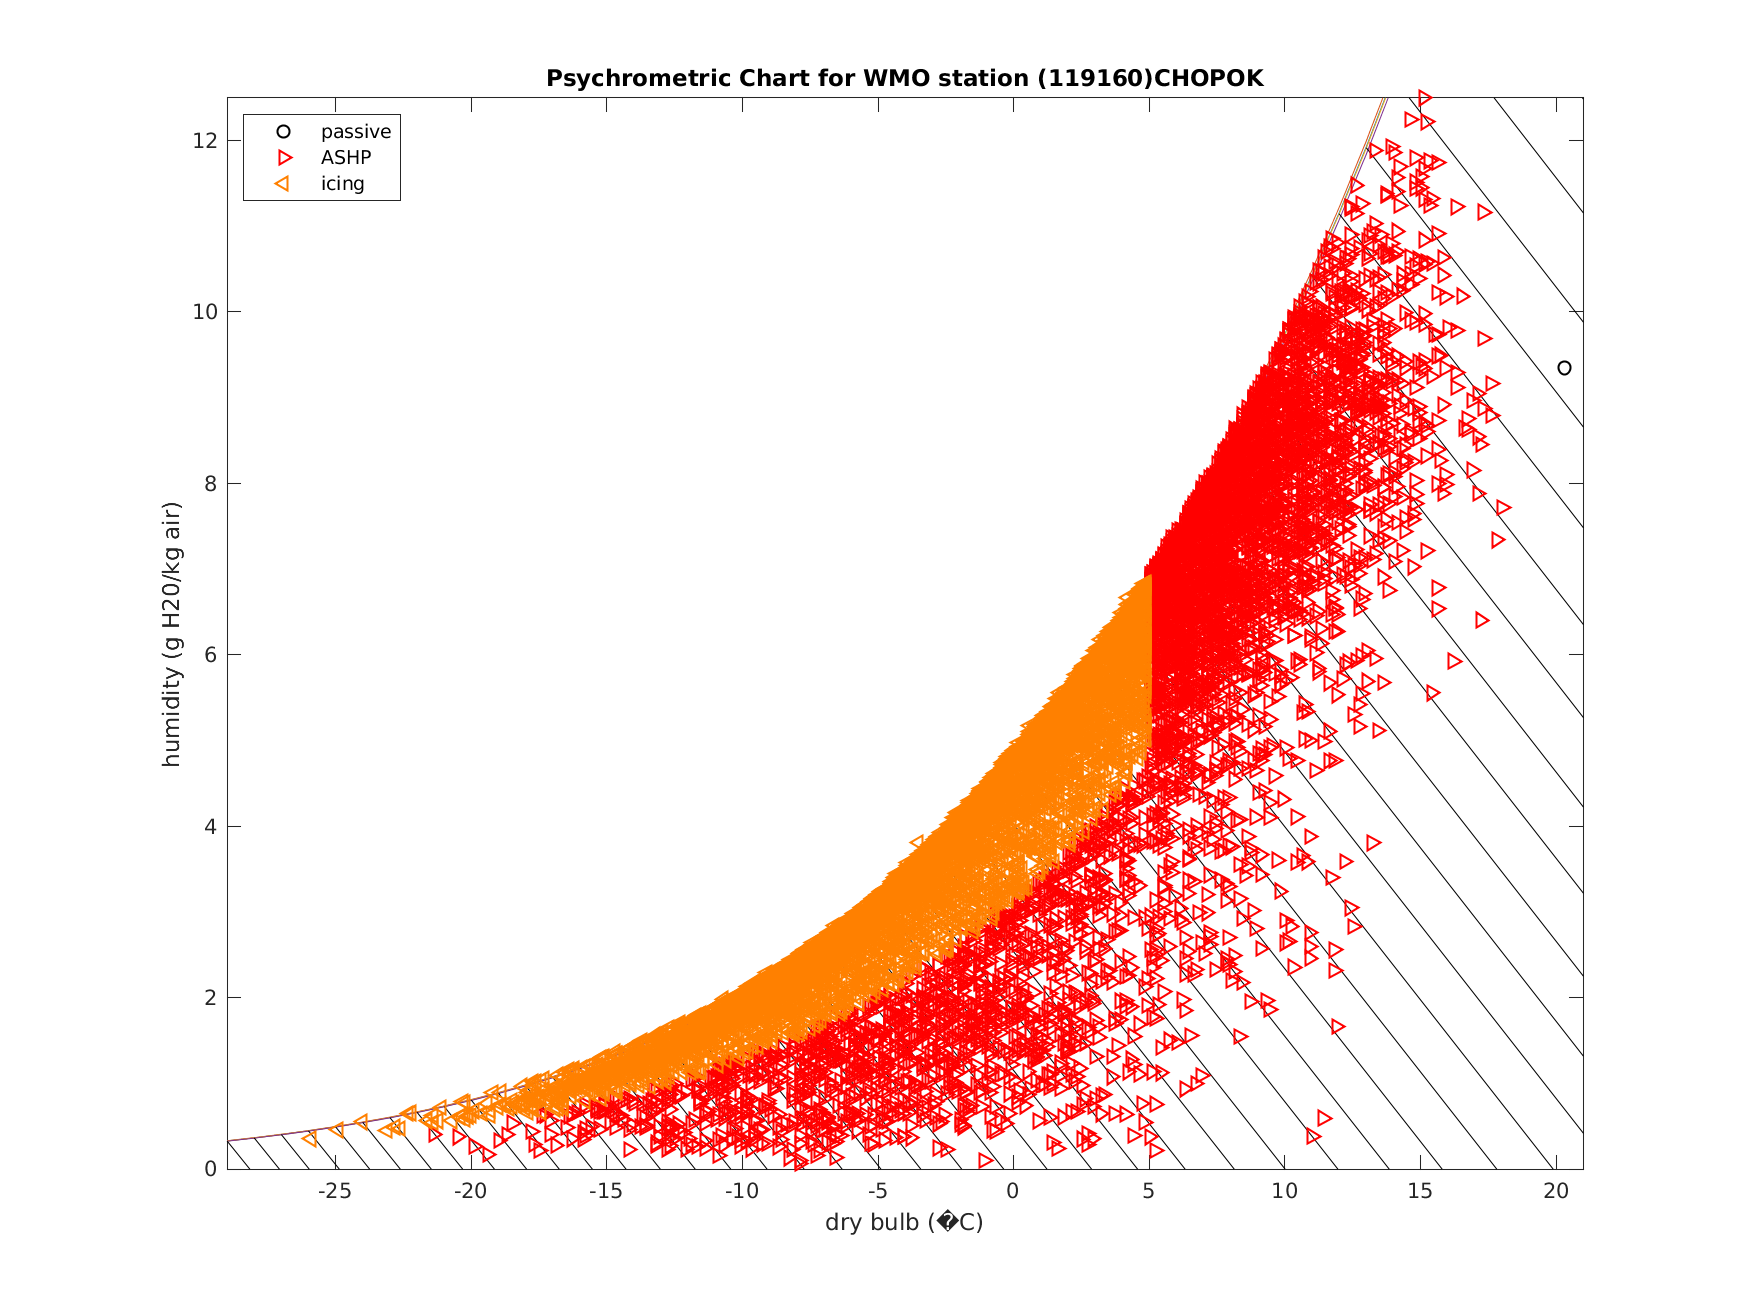 Psychrometric Chart for WMO station (119160)CHOPOK
passive
ASHP
icing
humidity (g H20/kg air)
12
10
8
6
4
2
0
-25 -20 -15 -10 -5 0 5 10 15 20
dry bulb (�C)